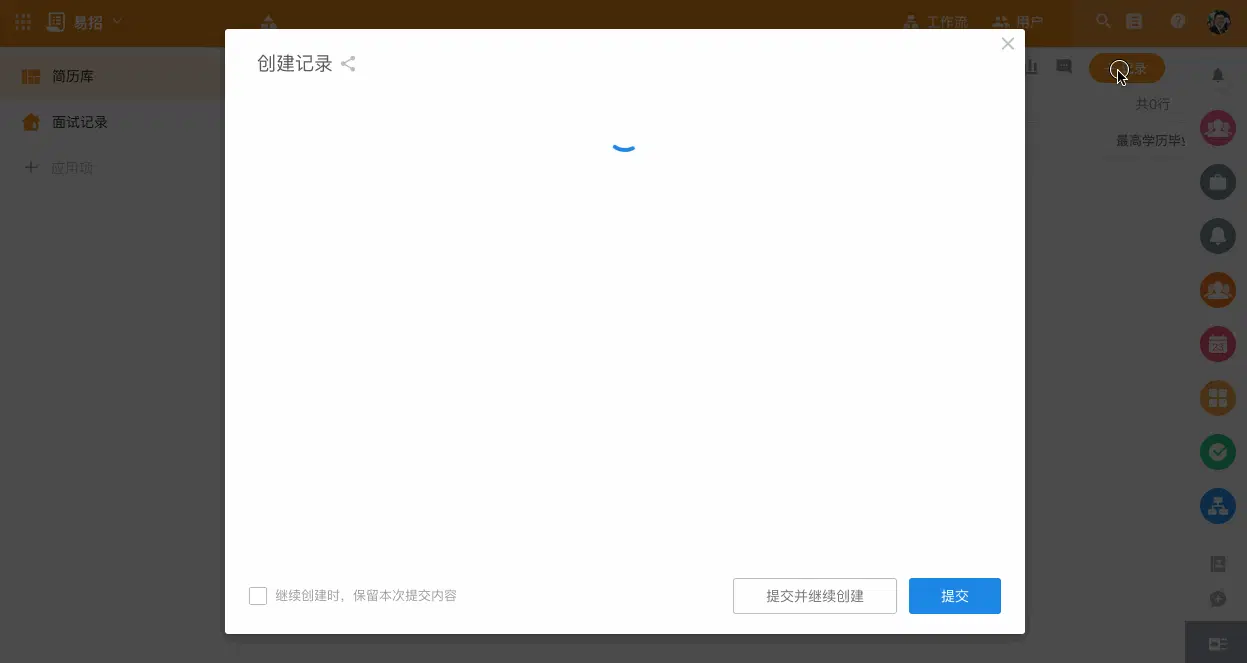 易招
工作流
用户
创建记录
简历库
录
共0行
面试记录
最高学历毕业
应用项
23
继续创建时，保留本次提交内容
提交并继续创建
提交